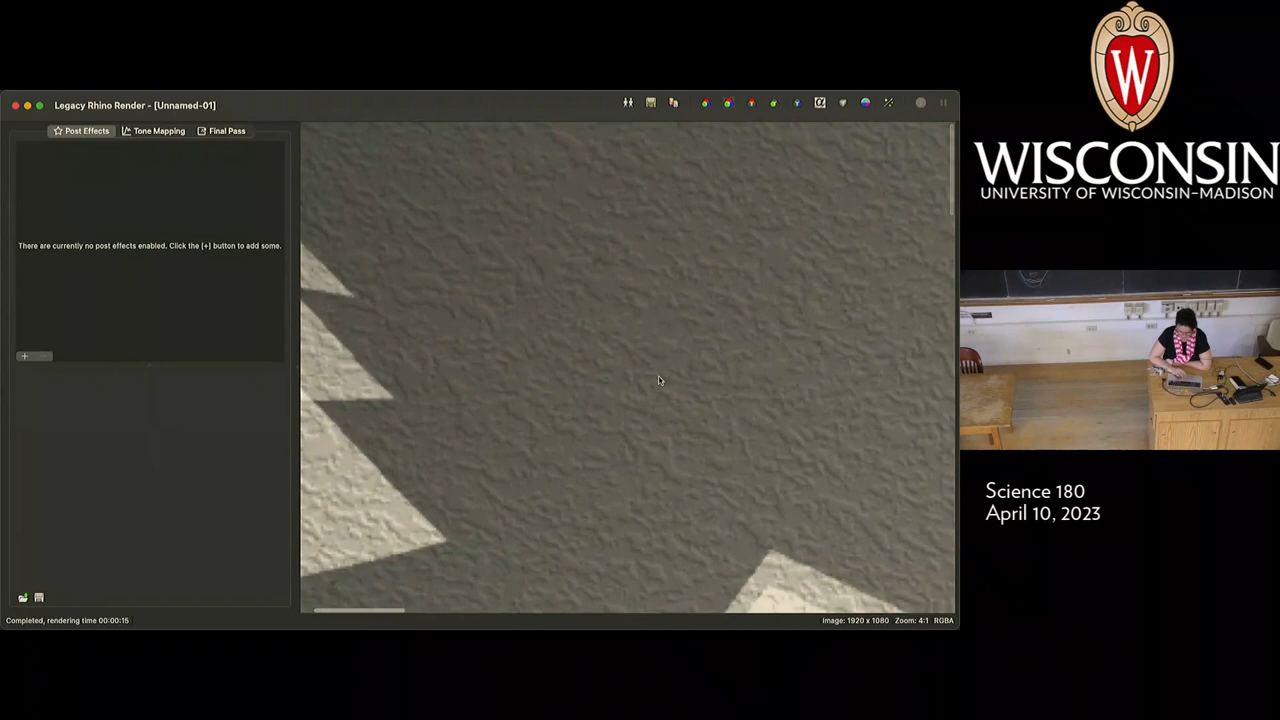 Legacy Rhino Render - [Unnamed-01]
Post Effects
Tone Mapping
Final Pass
There are currently no post effects enabled. Click the [+] button to add some.
Completed, rendering time 00:00:15
Image: 1920 x 1080
Zoom: 4:1
RGBA
W
WISCONSIN
UNIVERSITY OF WISCONSIN–MADISON
Science 180
April 10, 2023